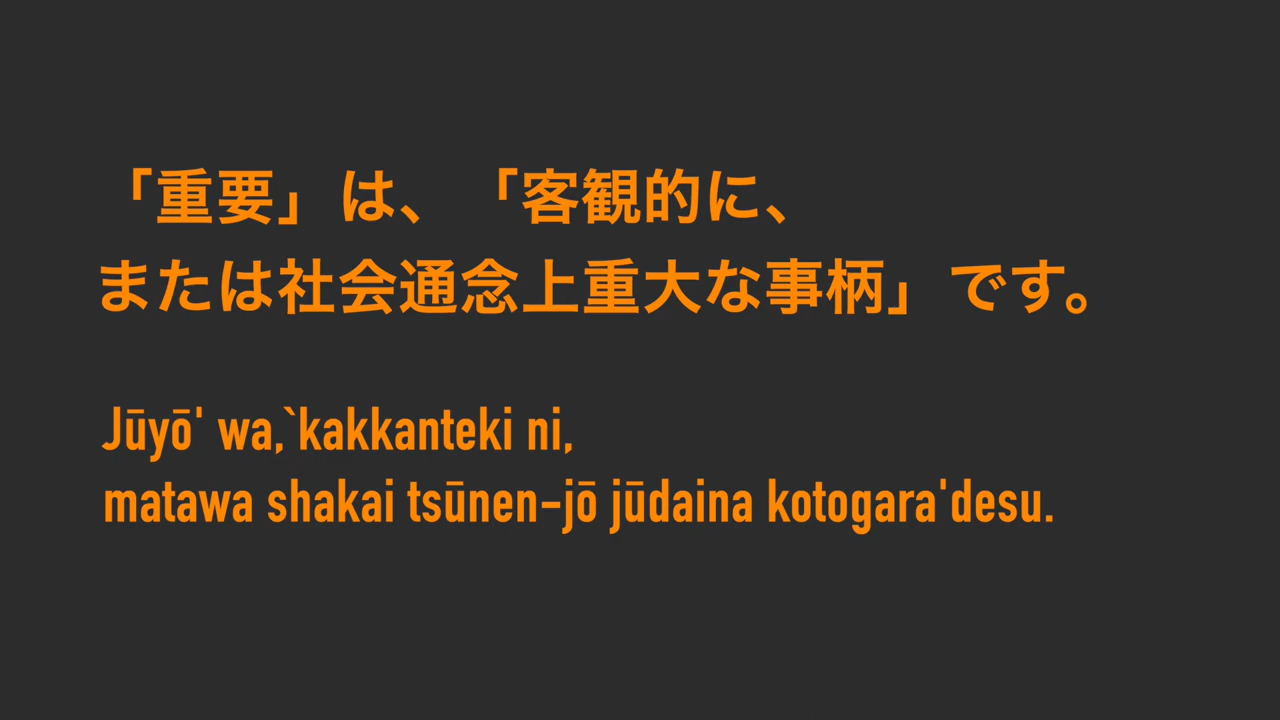 「重要」は、「客観的に、
または社会通念上重大な事柄」です。
Jūyō' wa,`kakkanteki ni,
matawa shakai tsūnen-jō jūdaina kotogara'desu.